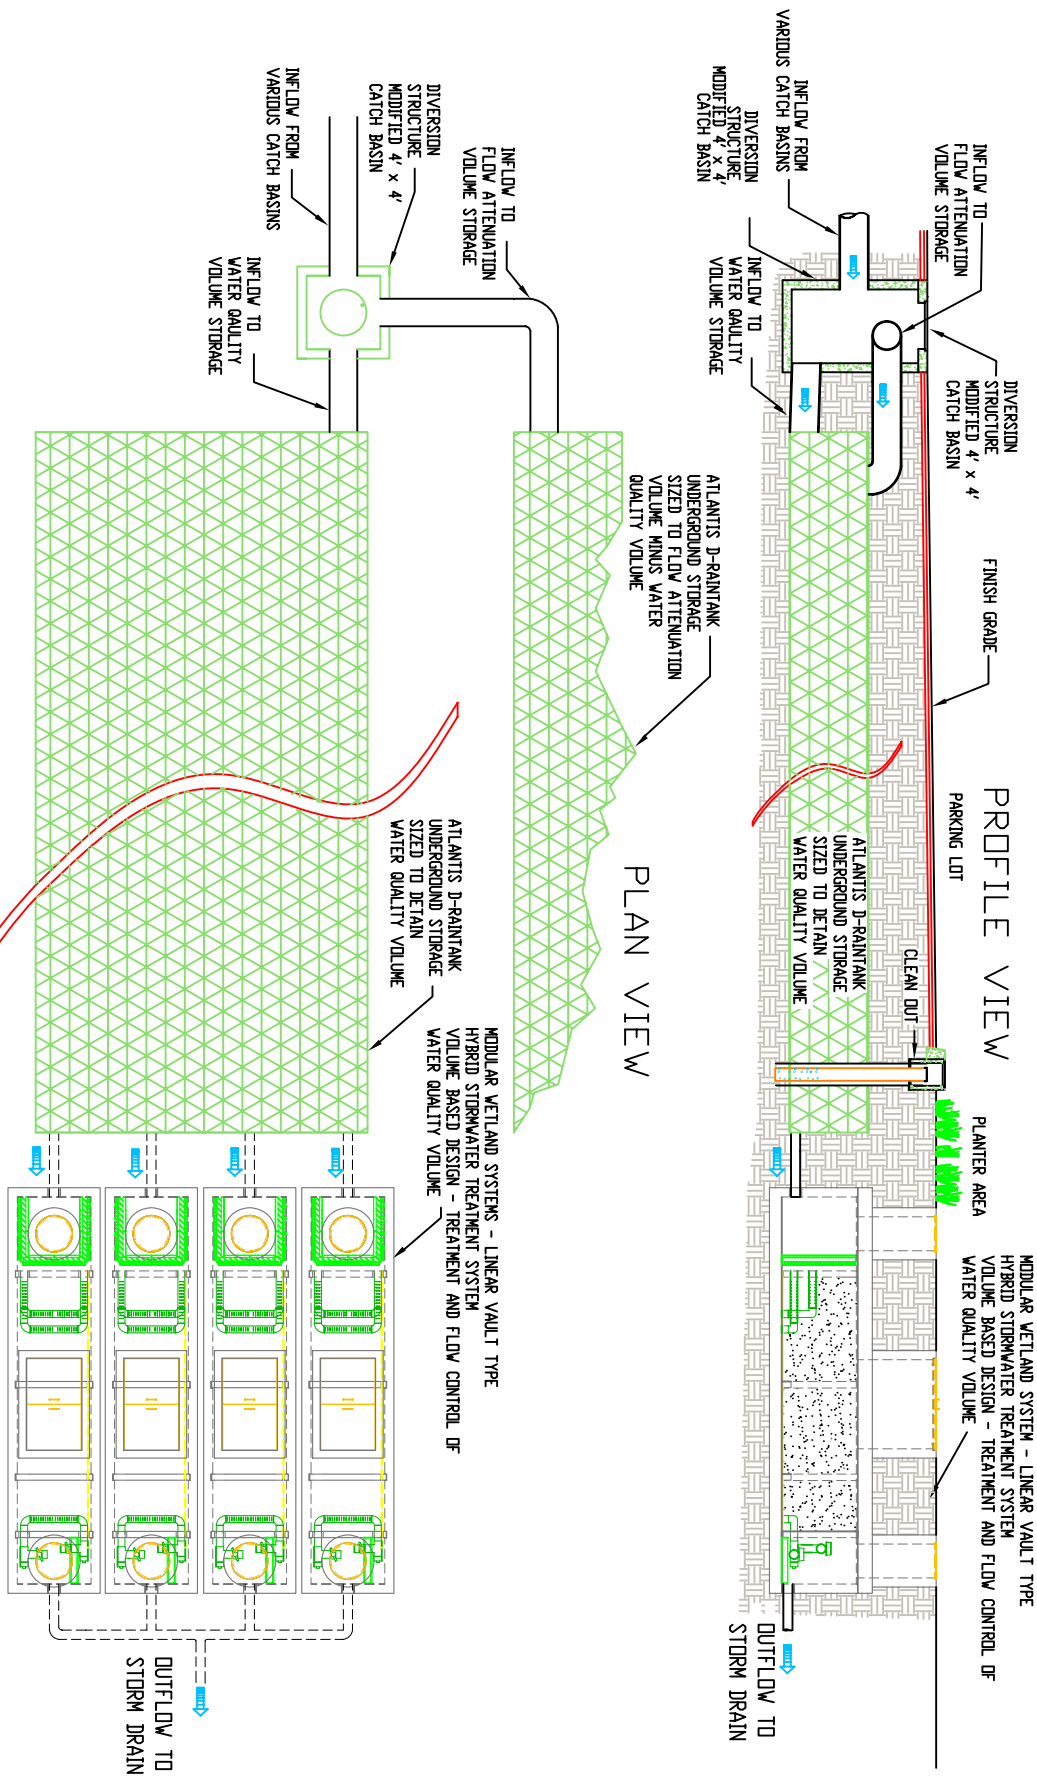 PROFILE VIEW
INFLOW FROM
VARIOUS CATCH BASINS
DIVERSION
STRUCTURE
MODIFIED 4' x 4'
CATCH BASIN
INFLOW TO
FLOW ATTENUATION
VOLUME STORAGE
INFLOW TO
WATER QAULITY
VOLUME STORAGE
DIVERSION
STRUCTURE
MODIFIED 4' x 4'
CATCH BASIN
FINISH GRADE
PARKING LOT
ATLANTIS D-RAINTANK
UNDERGROUND STORAGE
SIZED TO DETAIN
WATER QUALITY VOLUME
CLEAN OUT
PLANTER AREA
MODULAR WETLAND SYSTEM - LINEAR VAULT TYPE
HYBRID STORMWATER TREATMENT SYSTEM
VOLUME BASED DESIGN - TREATMENT AND FLOW CONTROL OF
WATER QUALITY VOLUME
OUTFLOW TO
STORM DRAIN
PLAN VIEW
INFLOW TO
FLOW ATTENUATION
VOLUME STORAGE
DIVERSION
STRUCTURE
MODIFIED 4' x 4'
CATCH BASIN
INFLOW FROM
VARIOUS CATCH BASINS
INFLOW TO
WATER QAULITY
VOLUME STORAGE
ATLANTIS D-RAINTANK
UNDERGROUND STORAGE
SIZED TO FLOW ATTENUATION
VOLUME MINUS WATER
QUALITY VOLUME
ATLANTIS D-RAINTANK
UNDERGROUND STORAGE
SIZED TO DETAIN
WATER QUALITY VOLUME
MODULAR WETLAND SYSTEMS - LINEAR VAULT TYPE
HYBRID STORMWATER TREATMENT SYSTEM
VOLUME BASED DESIGN - TREATMENT AND FLOW CONTROL OF
WATER QUALITY VOLUME
OUTFLOW TO
STORM DRAIN